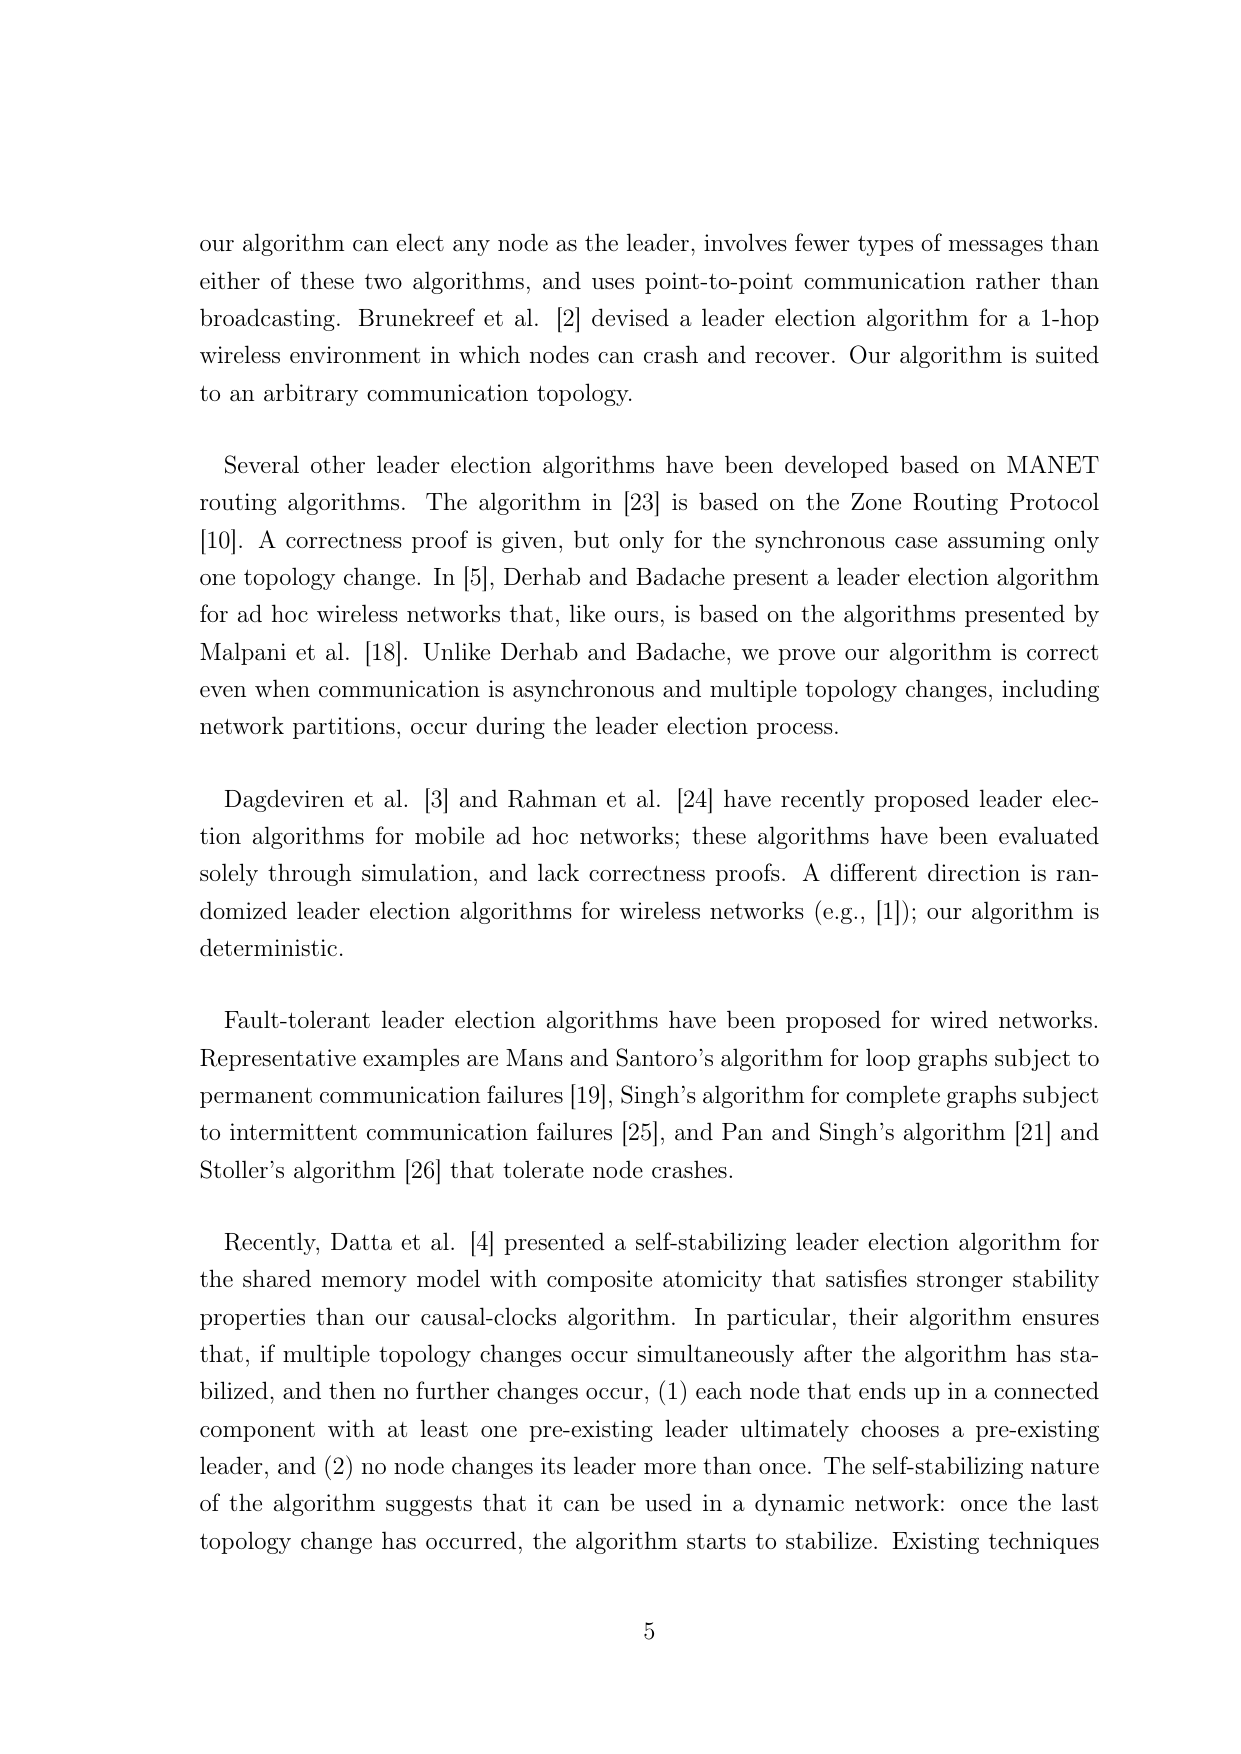 our algorithm can elect any node as the leader, involves fewer types of messages than
either of these two algorithms, and uses point-to-point communication rather than
broadcasting. Brunekreef et al. [2] devised a leader election algorithm for a 1-hop
wireless environment in which nodes can crash and recover. Our algorithm is suited
to an arbitrary communication topology.
Several other leader election algorithms have been developed based on MANET
routing algorithms. The algorithm in [23] is based on the Zone Routing Protocol
[10]. A correctness proof is given, but only for the synchronous case assuming only
one topology change. In [5], Derhab and Badache present a leader election algorithm
for ad hoc wireless networks that, like ours, is based on the algorithms presented by
Malpani et al. [18]. Unlike Derhab and Badache, we prove our algorithm is correct
even when communication is asynchronous and multiple topology changes, including
network partitions, occur during the leader election process.
Dagdeviren et al. [3] and Rahman et al. [24] have recently proposed leader elec-
tion algorithms for mobile ad hoc networks; these algorithms have been evaluated
solely through simulation, and lack correctness proofs. A different direction is ran-
domized leader election algorithms for wireless networks (e.g., [1]); our algorithm is
deterministic.
Fault-tolerant leader election algorithms have been proposed for wired networks.
Representative examples are Mans and Santoro's algorithm for loop graphs subject to
permanent communication failures [19], Singh's algorithm for complete graphs subject
to intermittent communication failures [25], and Pan and Singh's algorithm [21] and
Stoller's algorithm [26] that tolerate node crashes.
Recently, Datta et al. [4] presented a self-stabilizing leader election algorithm for
the shared memory model with composite atomicity that satisfies stronger stability
properties than our causal-clocks algorithm. In particular, their algorithm ensures
that, if multiple topology changes occur simultaneously after the algorithm has sta-
bilized, and then no further changes occur, (1) each node that ends up in a connected
component with at least one pre-existing leader ultimately chooses a pre-existing
leader, and (2) no node changes its leader more than once. The self-stabilizing nature
of the algorithm suggests that it can be used in a dynamic network: once the last
topology change has occurred, the algorithm starts to stabilize. Existing techniques
5